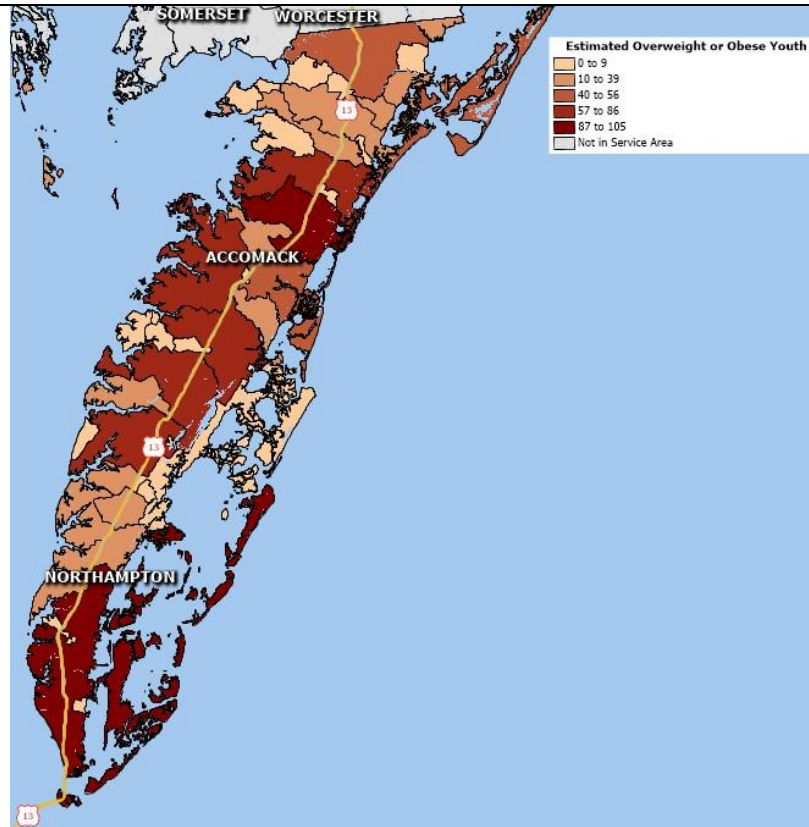 SOMERSET
WORCESTER
Estimated Overweight or Obese Youth
0 to 9
10 to 39
40 to 56
57 to 86
87 to 105
Not in Service Area
13
ACCOMACK
13
NORTHAMPTON
13